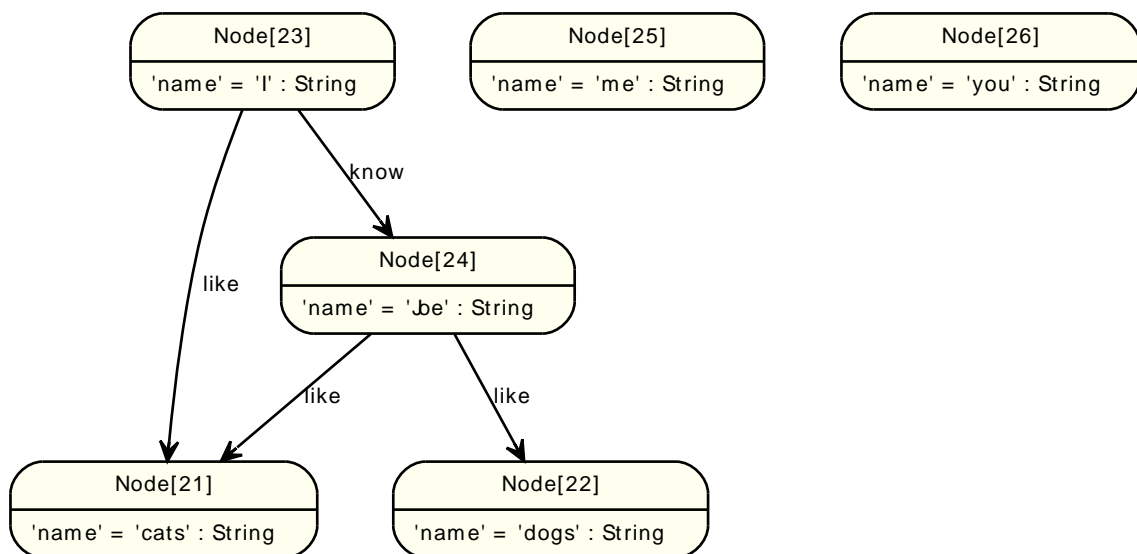 Node[23]
'name' = 'I' : String
Node[25]
'name' = 'me' : String
Node[26]
'name' = 'you' : String
know
Node[24]
'name' = 'Joe' : String
like
like
like
Node[21]
'name' = 'cats' : String
Node[22]
'name' = 'dogs' : String